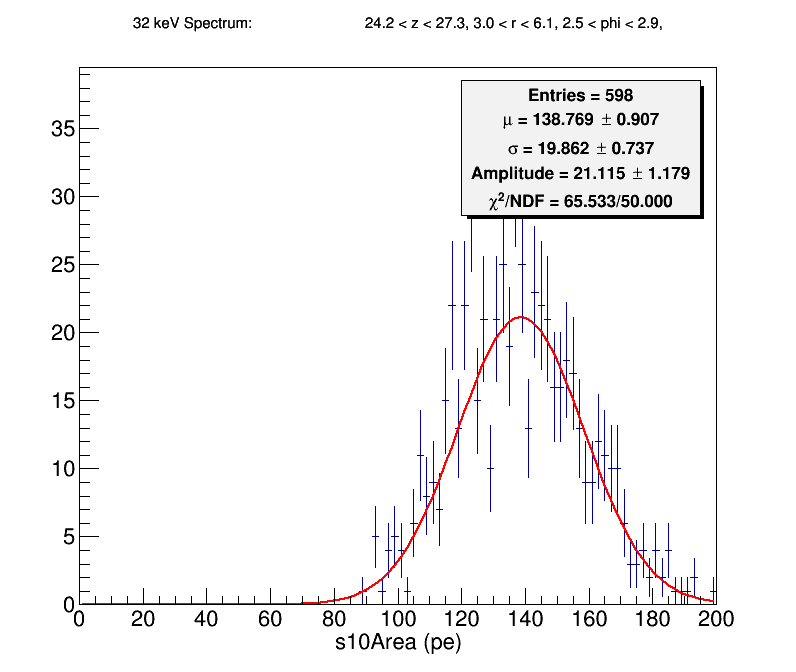 32 keV Spectrum: 24.2 < z < 27.3, 3.0 < r < 6.1, 2.5 < phi < 2.9,
Entries = 598
μ = 138.769 ± 0.907
σ = 19.862 ± 0.737
Amplitude = 21.115 ± 1.179
χ²/NDF = 65.533/50.000
35
30
25
20
15
10
5
0
0 20 40 60 80 100 120 140 160 180 200
s10Area (pe)